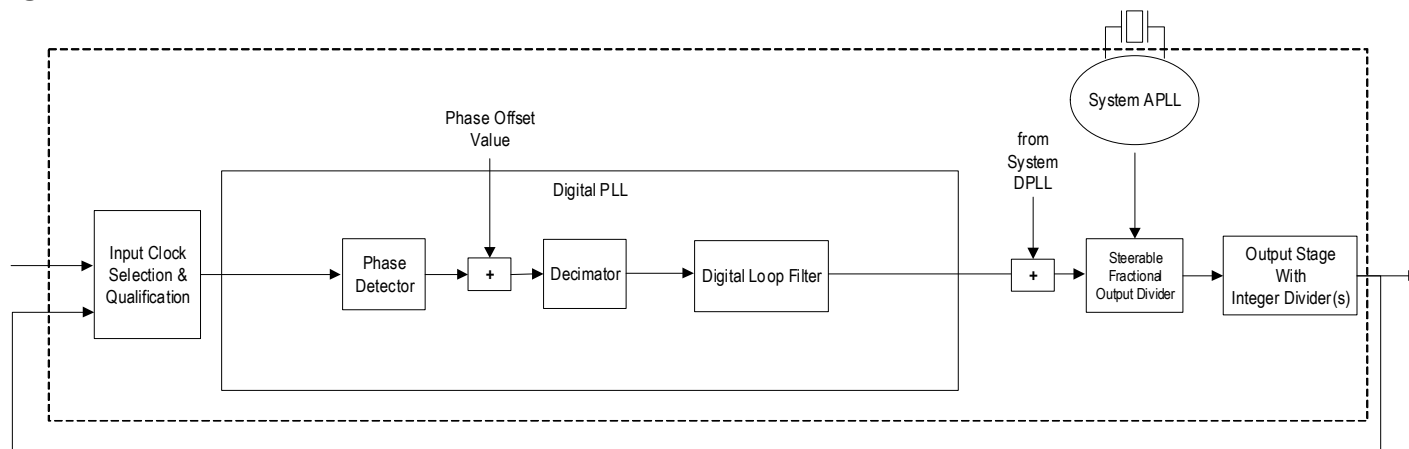 System APLL
Phase Offset
Value
from
System
DPLL
Digital PLL
Input Clock
Selection &
Qualification
Phase
Detector
+
Decimator
Digital Loop Filter
+
Steerable
Fractional
Output Divider
Output Stage
With
Integer Divider(s)